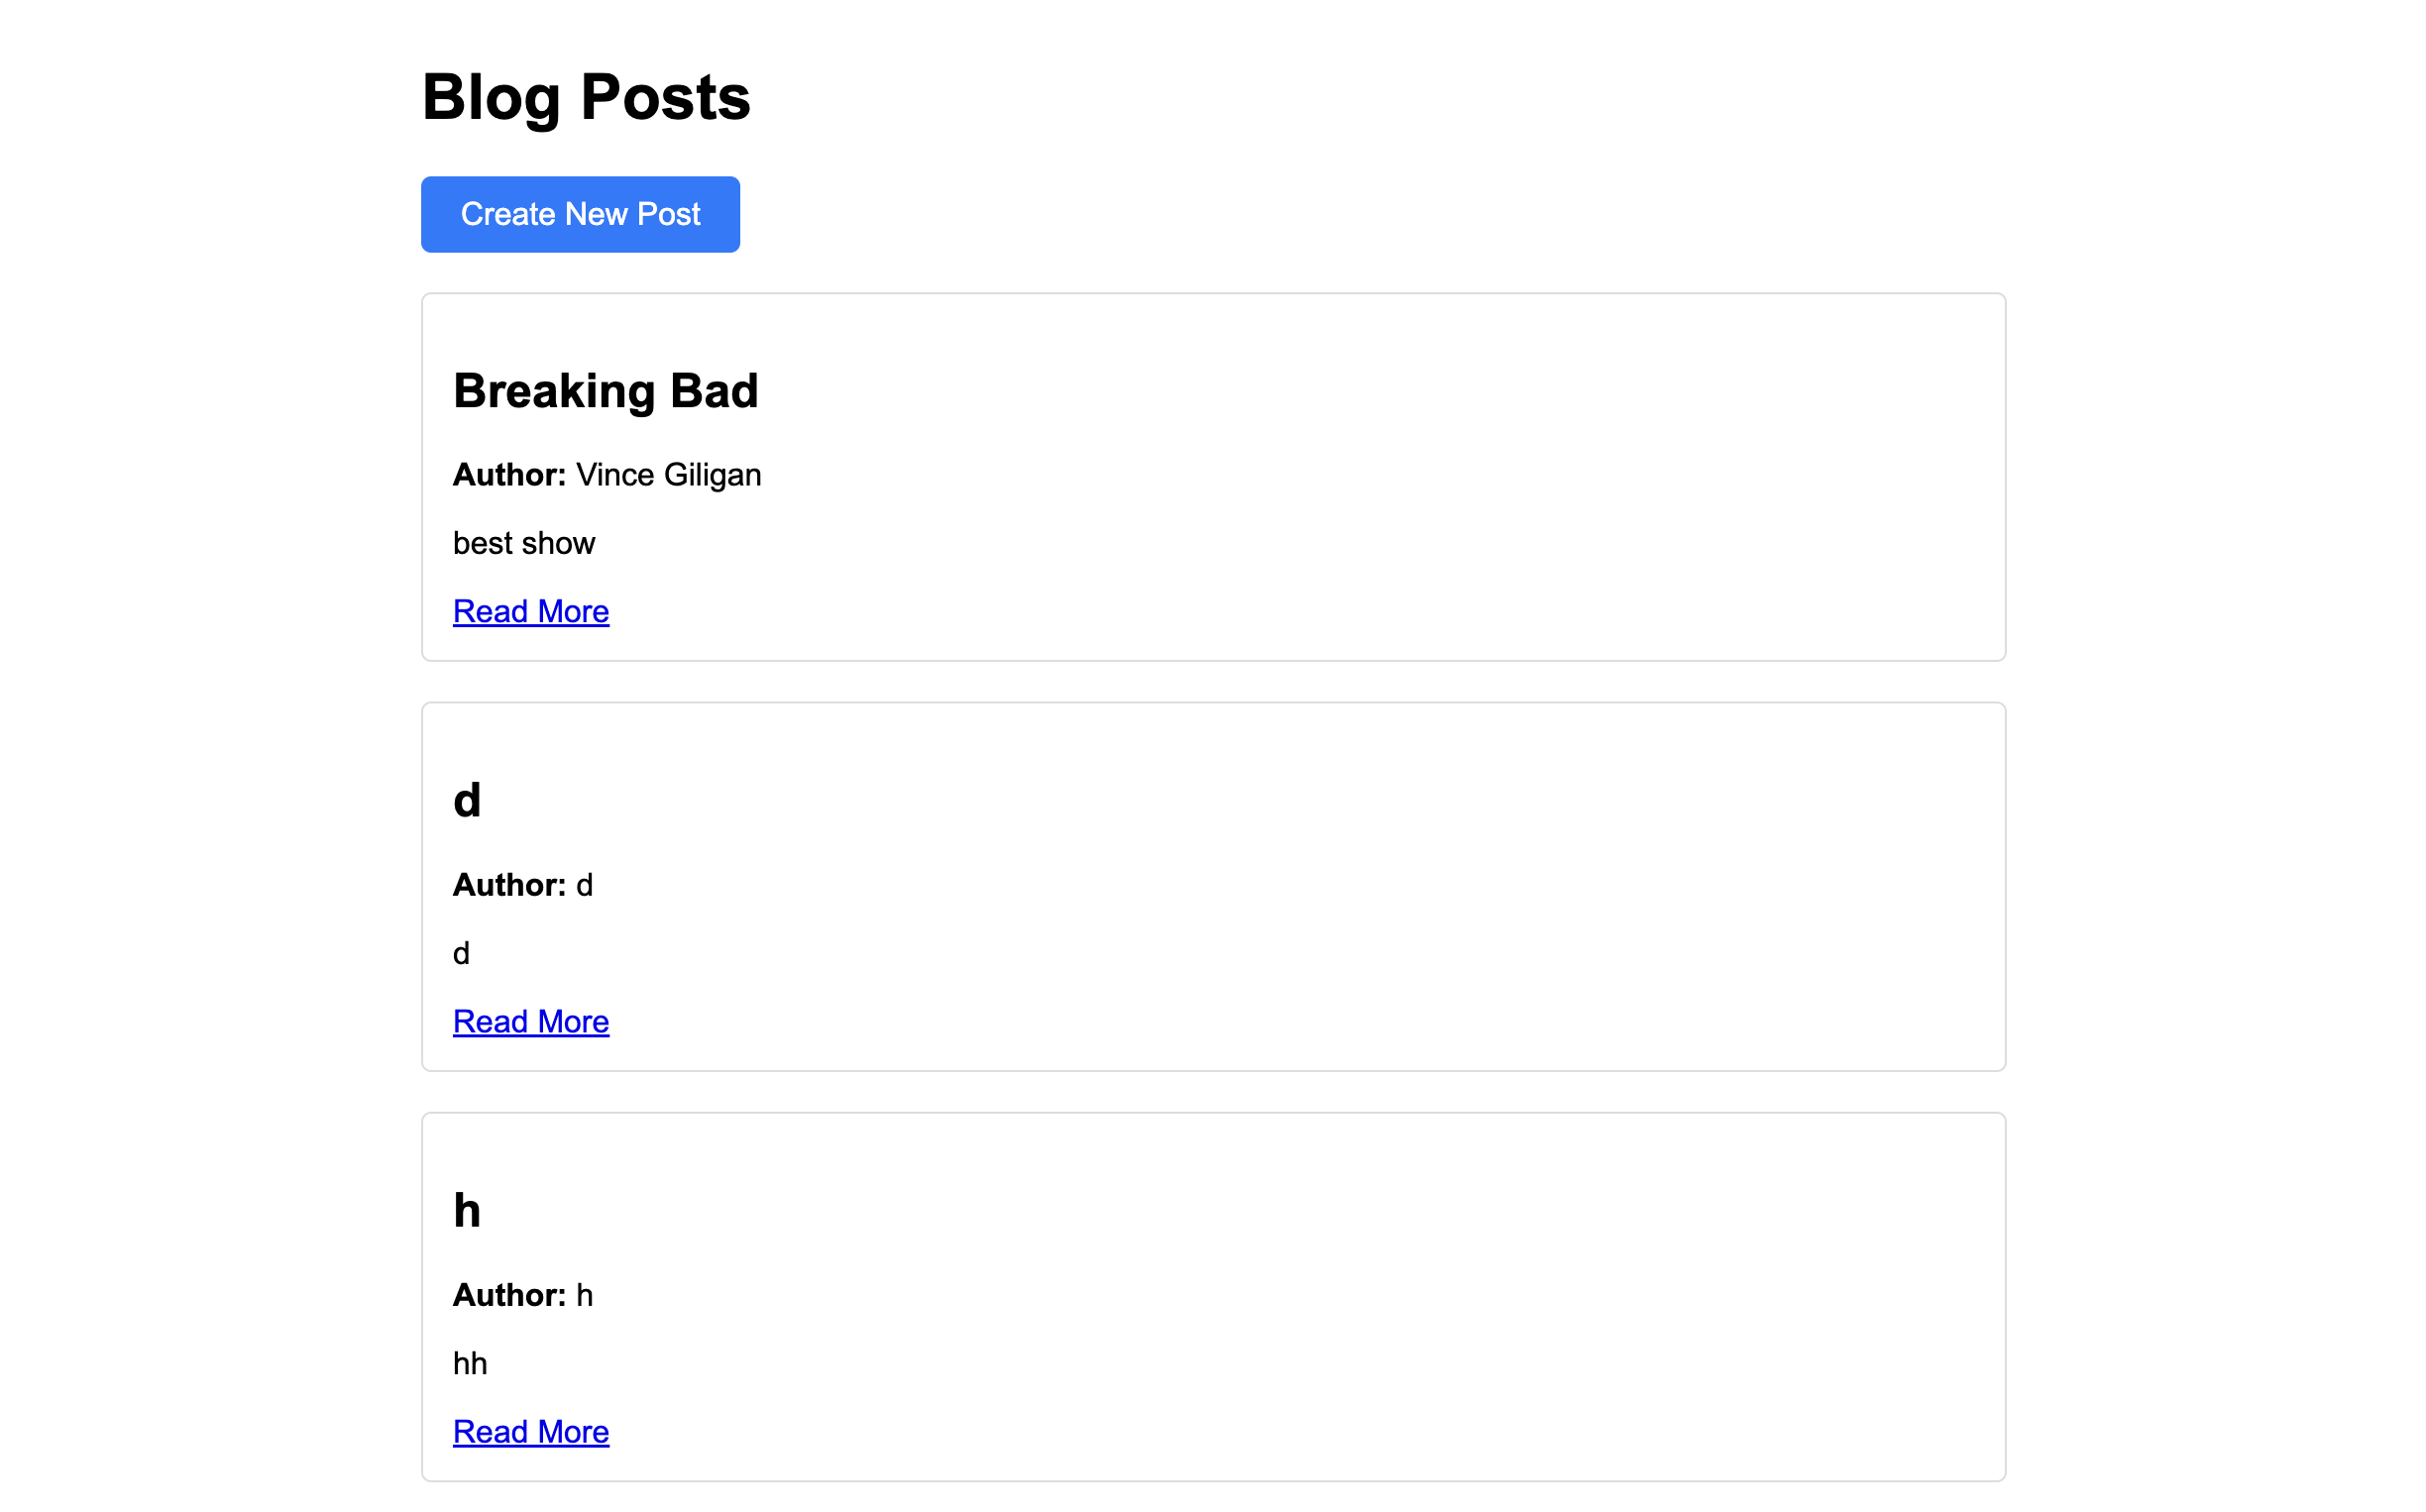 Blog Posts
Create New Post
Breaking Bad
Author: Vince Giligan
best show
Read More
d
Author: d
d
Read More
h
Author: h
hh
Read More